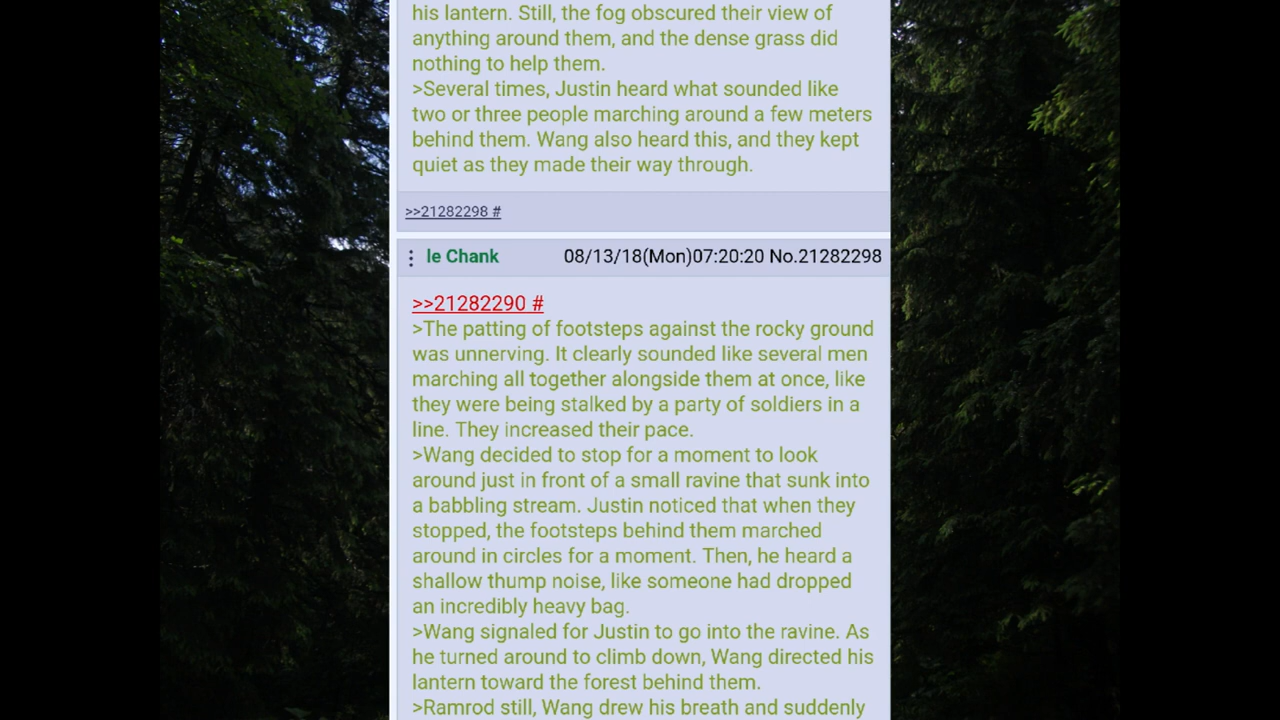 his lantern. Still, the fog obscured their view of
anything around them, and the dense grass did
nothing to help them.
>Several times, Justin heard what sounded like
two or three people marching around a few meters
behind them. Wang also heard this, and they kept
quiet as they made their way through.
>>21282298 #
le Chank 08/13/18(Mon)07:20:20 No.21282298
>>21282290 #
>The patting of footsteps against the rocky ground
was unnerving. It clearly sounded like several men
marching all together alongside them at once, like
they were being stalked by a party of soldiers in a
line. They increased their pace.
>Wang decided to stop for a moment to look
around just in front of a small ravine that sunk into
a babbling stream. Justin noticed that when they
stopped, the footsteps behind them marched
around in circles for a moment. Then, he heard a
shallow thump noise, like someone had dropped
an incredibly heavy bag.
>Wang signaled for Justin to go into the ravine. As
he turned around to climb down, Wang directed his
lantern toward the forest behind them.
>Ramrod still, Wang drew his breath and suddenly